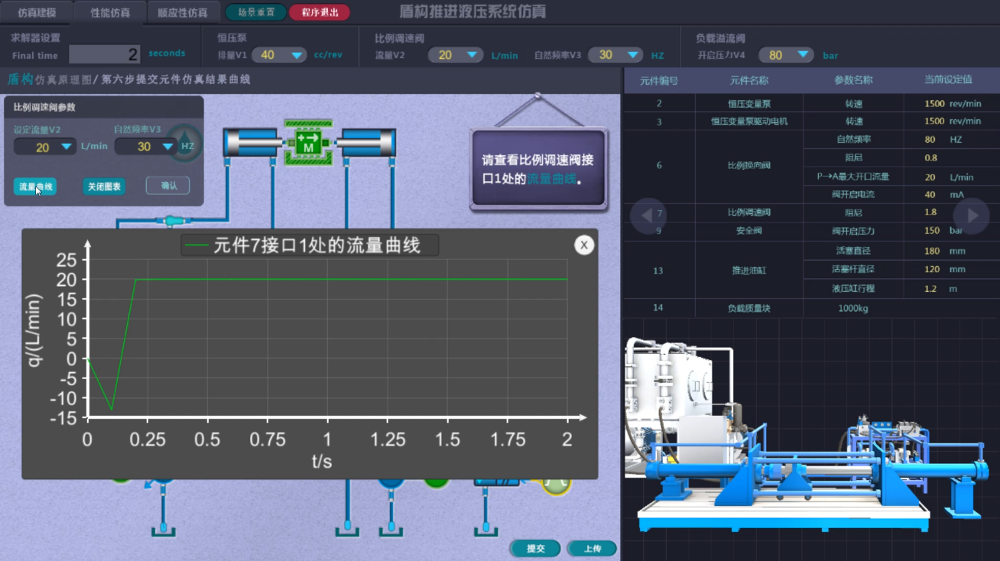 仿真建模
性能仿真
顺应性仿真
场景重置
程序退出
盾构推进液压系统仿真
求解器设置
Final time
2
seconds
恒压泵
排量V1
40
cc/rev
比例调速阀
流量V2
20
L/min
自然频率V3
30
HZ
负载溢流阀
开启压力V4
80
bar
盾构仿真原理图/第六步提交元件仿真结果曲线
比例调速阀参数
设定流量V2
自然频率V3
20
L/min
30
HZ
流量曲线
关闭图表
确认
M
请查看比例调速阀接
口1处的流量曲线。
元件7接口1处的流量曲线
X
q/(L/min)
25
20
15
10
5
0
-5
-10
-15
0 0.25 0.5 0.75 1 1.25 1.5 1.75 2
t/s
提交
上传
元件编号 元件名称 参数名称 当前设定值
2 恒压变量泵 转速 1500 rev/min
3 恒压变量泵驱动电机 转速 1500 rev/min
6 比例换向阀 自然频率 80 HZ
阻尼 0.8
P→A最大开口流量 20 L/min
阀开启电流 40 mA
7 比例调速阀 阻尼 1.8
9 安全阀 阀开启压力 150 bar
13 推进油缸 活塞直径 180 mm
活塞杆直径 120 mm
液压缸行程 1.2 m
14 负载质量块 1000kg